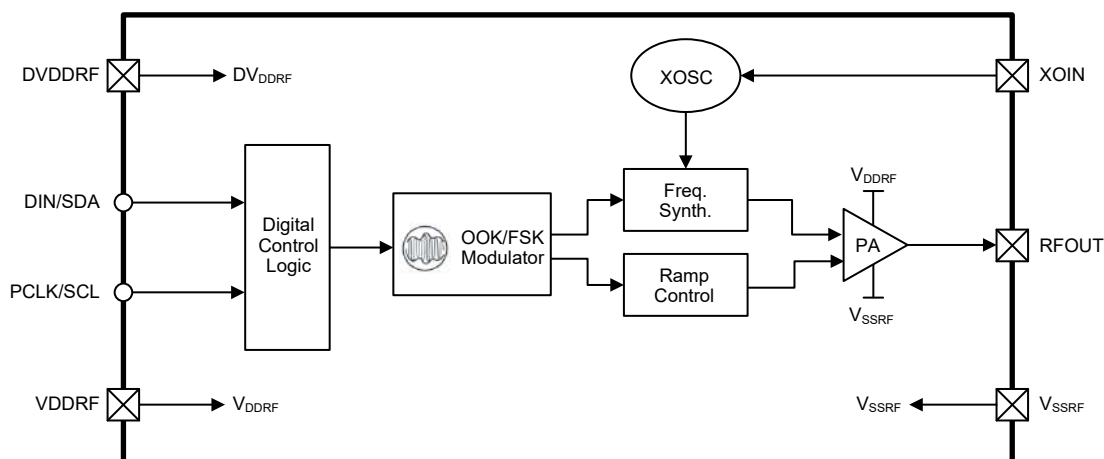 DVDDRF
DVDDRF
XOSC
XOIN
DIN/SDA
Digital
Control
Logic
OOK/FSK
Modulator
Freq.
Synth.
VDDRF
PA
RFOUT
PCLK/SCL
Ramp
Control
VSSRF
VDDRF
VDDRF
VSSRF
VSSRF